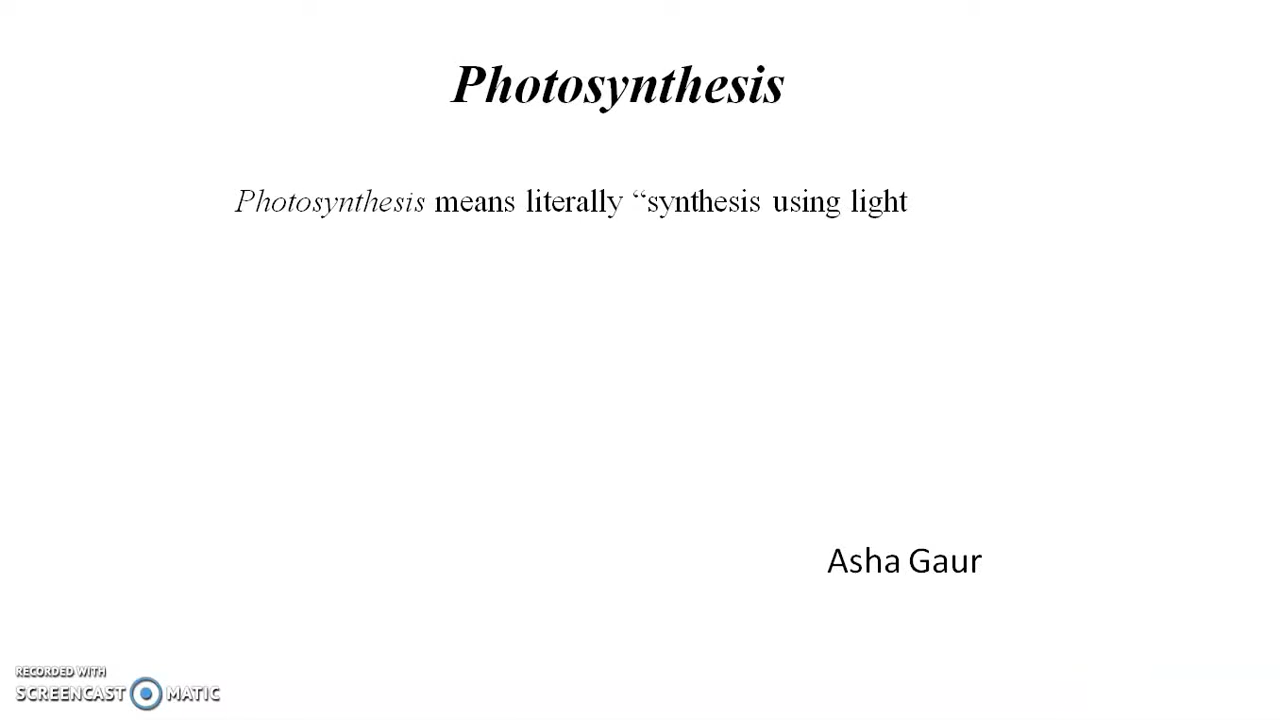 Photosynthesis
Photosynthesis means literally “synthesis using light
Asha Gaur
RECORDED WITH
SCREENCAST MATIC